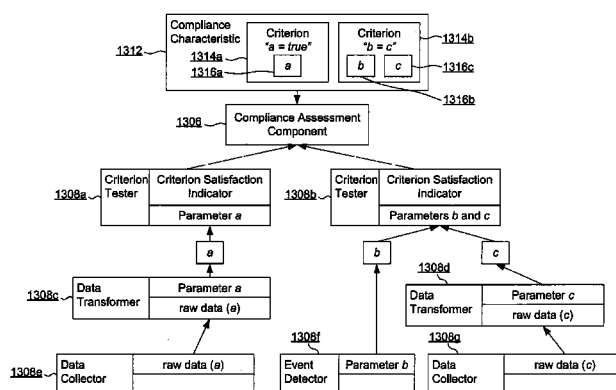 Compliance
Characteristic
1312
Criterion
"a = true"
1314a
1316a
a
Criterion
"b = c"
1314b
b
c
1316c
1316b
1306
Compliance Assessment
Component
1308a
Criterion
Tester
Criterion Satisfaction
Indicator
Parameter a
1308b
Criterion
Tester
Criterion Satisfaction
Indicator
Parameters b and c
a
b
c
1308c
Data
Transformer
Parameter a
raw data (a)
1308d
Data
Transformer
Parameter c
raw data (c)
1308e
Data
Collector
raw data (a)
1308f
Event
Detector
Parameter b
1308g
Data
Collector
raw data (c)